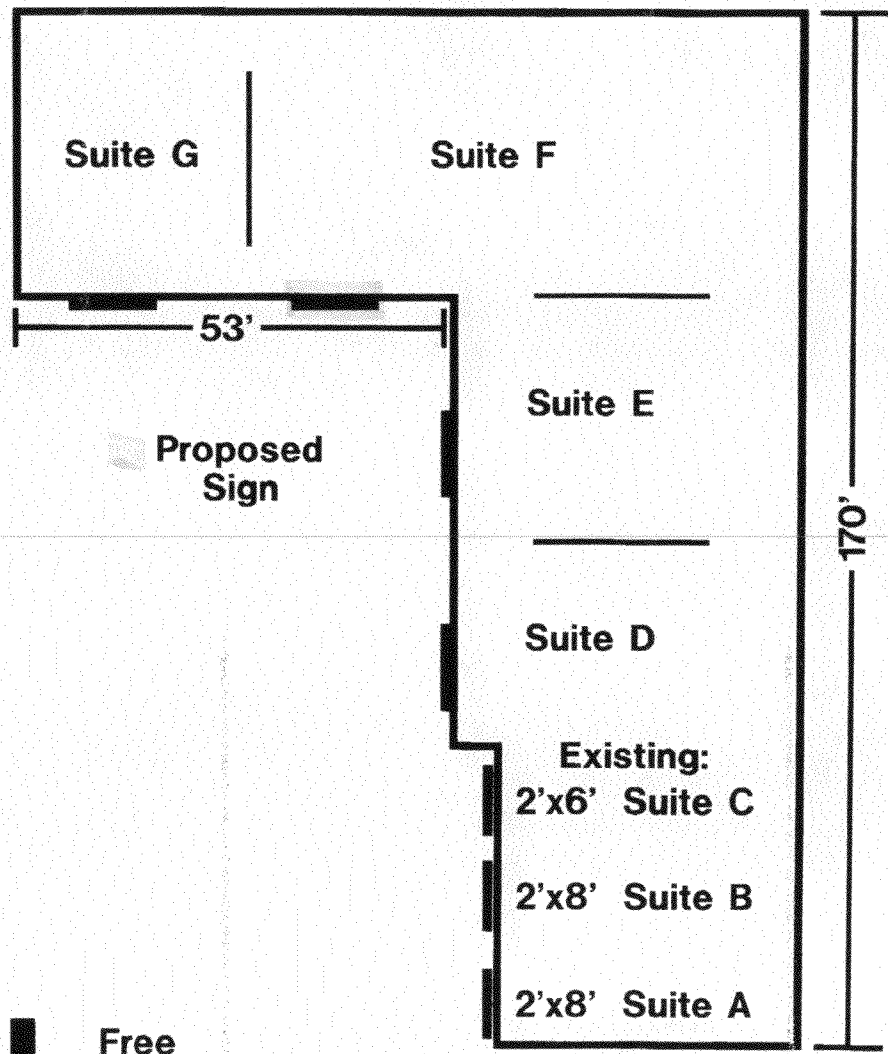 Suite G
Suite F
53'
Proposed
Sign
Suite E
170'
Suite D
Existing:
2'x6' Suite C
2'x8' Suite B
2'x8' Suite A
Free